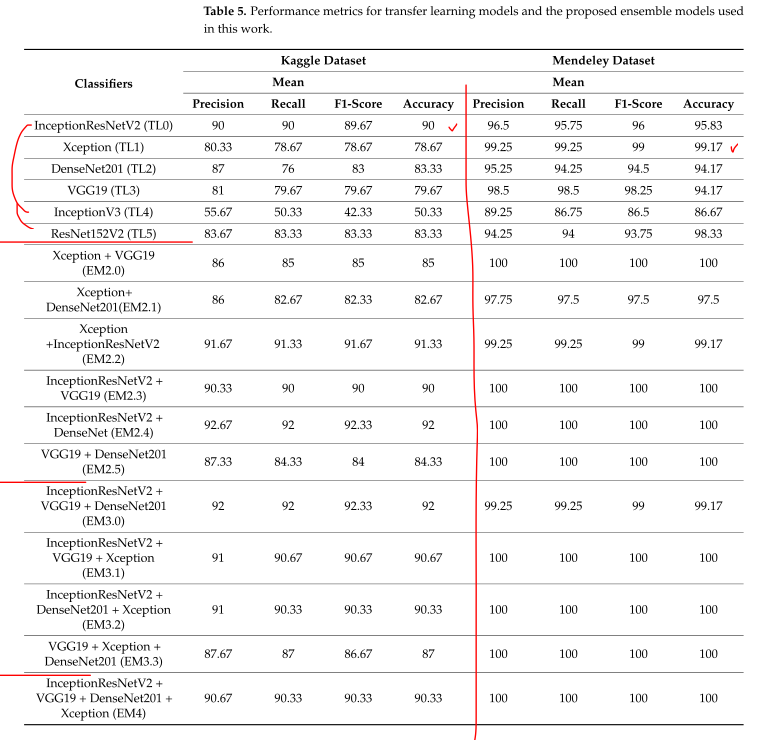 Table 5. Performance metrics for transfer learning models and the proposed ensemble models used
in this work.
Classifiers Kaggle Dataset Mendeley Dataset
Mean Mean
Precision Recall F1-Score Accuracy Precision Recall F1-Score Accuracy
InceptionResNetV2 (TL0) 90 90 89.67 90 96.5 95.75 96 95.83
Xception (TL1) 80.33 78.67 78.67 78.67 99.25 99.25 99 99.17
DenseNet201 (TL2) 87 76 83 83.33 95.25 94.25 94.5 94.17
VGG19 (TL3) 81 79.67 79.67 79.67 98.5 98.5 98.25 94.17
InceptionV3 (TL4) 55.67 50.33 42.33 50.33 89.25 86.75 86.5 86.67
ResNet152V2 (TL5) 83.67 83.33 83.33 83.33 94.25 94 93.75 98.33
Xception + VGG19
(EM2.0) 86 85 85 85 100 100 100 100
Xception+
DenseNet201(EM2.1) 86 82.67 82.33 82.67 97.75 97.5 97.5 97.5
Xception
+InceptionResNetV2 91.67 91.33 91.67 91.33 99.25 99.25 99 99.17
(EM2.2)
InceptionResNetV2 +
VGG19 (EM2.3) 90.33 90 90 90 100 100 100 100
InceptionResNetV2 +
DenseNet (EM2.4) 92.67 92 92.33 92 100 100 100 100
VGG19 + DenseNet201
(EM2.5) 87.33 84.33 84 84.33 100 100 100 100
InceptionResNetV2 +
VGG19 + DenseNet201 92 92 92.33 92 99.25 99.25 99 99.17
(EM3.0)
InceptionResNetV2 +
VGG19 + Xception 91 90.67 90.67 90.67 100 100 100 100
(EM3.1)
InceptionResNetV2 +
DenseNet201 + Xception 91 90.33 90.33 90.33 100 100 100 100
(EM3.2)
VGG19 + Xception +
DenseNet201 (EM3.3) 87.67 87 86.67 87 100 100 100 100
InceptionResNetV2 +
VGG19 + DenseNet201 + 90.67 90.33 90.33 90.33 100 100 100 100
Xception (EM4)